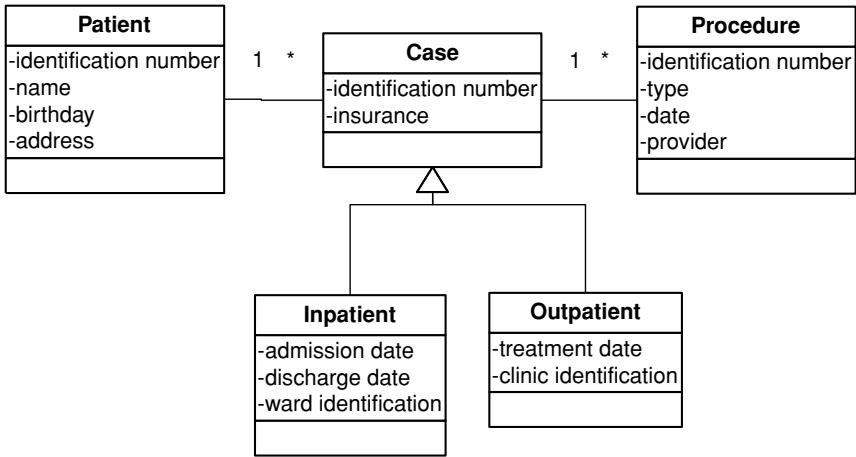 Patient
-identification number
-name
-birthday
-address
1 *
Case
-identification number
-insurance
1 *
Procedure
-identification number
-type
-date
-provider
Inpatient
-admission date
-discharge date
-ward identification
Outpatient
-treatment date
-clinic identification